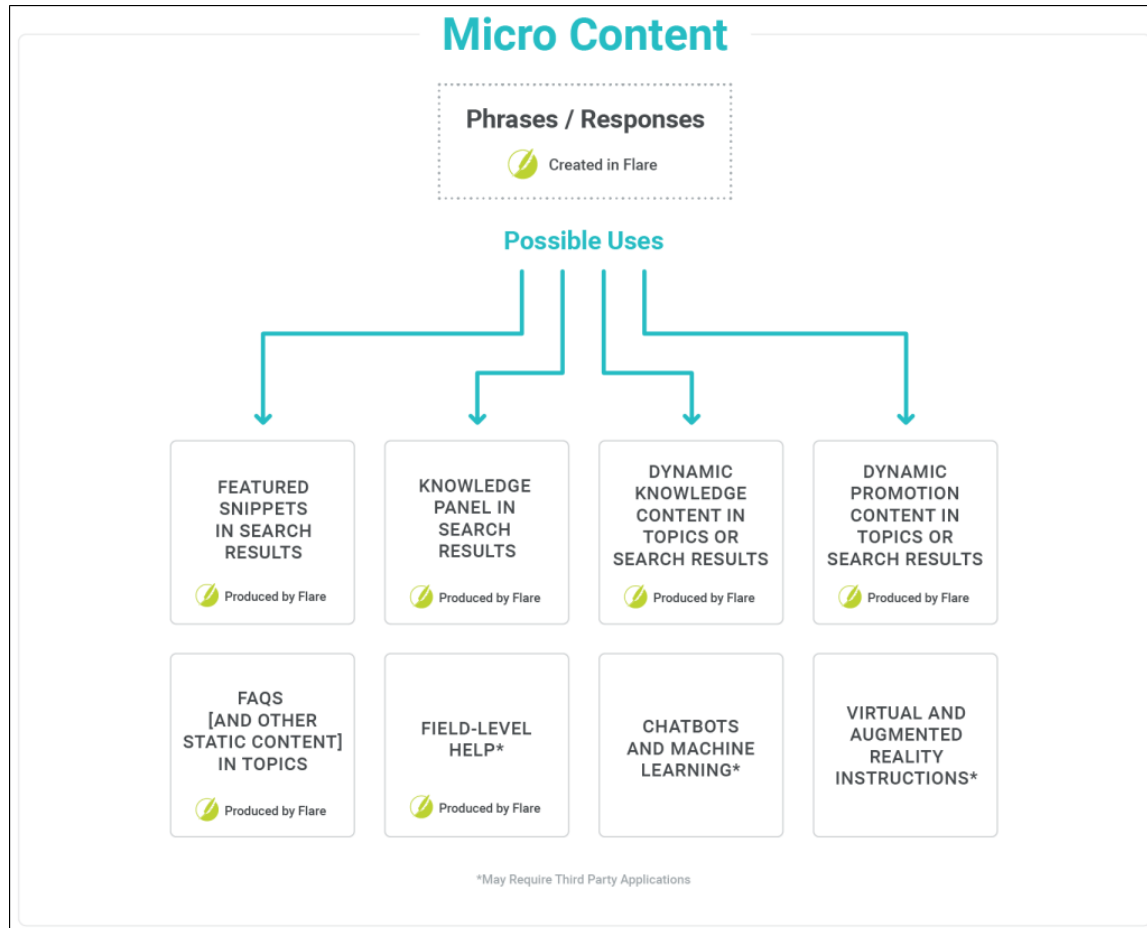 Micro Content
Phrases / Responses
Created in Flare
Possible Uses
FEATURED
SNIPPETS
IN SEARCH
RESULTS
Produced by Flare
KNOWLEDGE
PANEL IN
SEARCH
RESULTS
Produced by Flare
DYNAMIC
KNOWLEDGE
CONTENT IN
TOPICS OR
SEARCH RESULTS
Produced by Flare
DYNAMIC
PROMOTION
CONTENT IN
TOPICS OR
SEARCH RESULTS
Produced by Flare
FAQS
[AND OTHER
STATIC CONTENT]
IN TOPICS
Produced by Flare
FIELD-LEVEL
HELP*
Produced by Flare
CHATBOTS
AND MACHINE
LEARNING*
VIRTUAL AND
AUGMENTED
REALITY
INSTRUCTIONS*
*May Require Third Party Applications